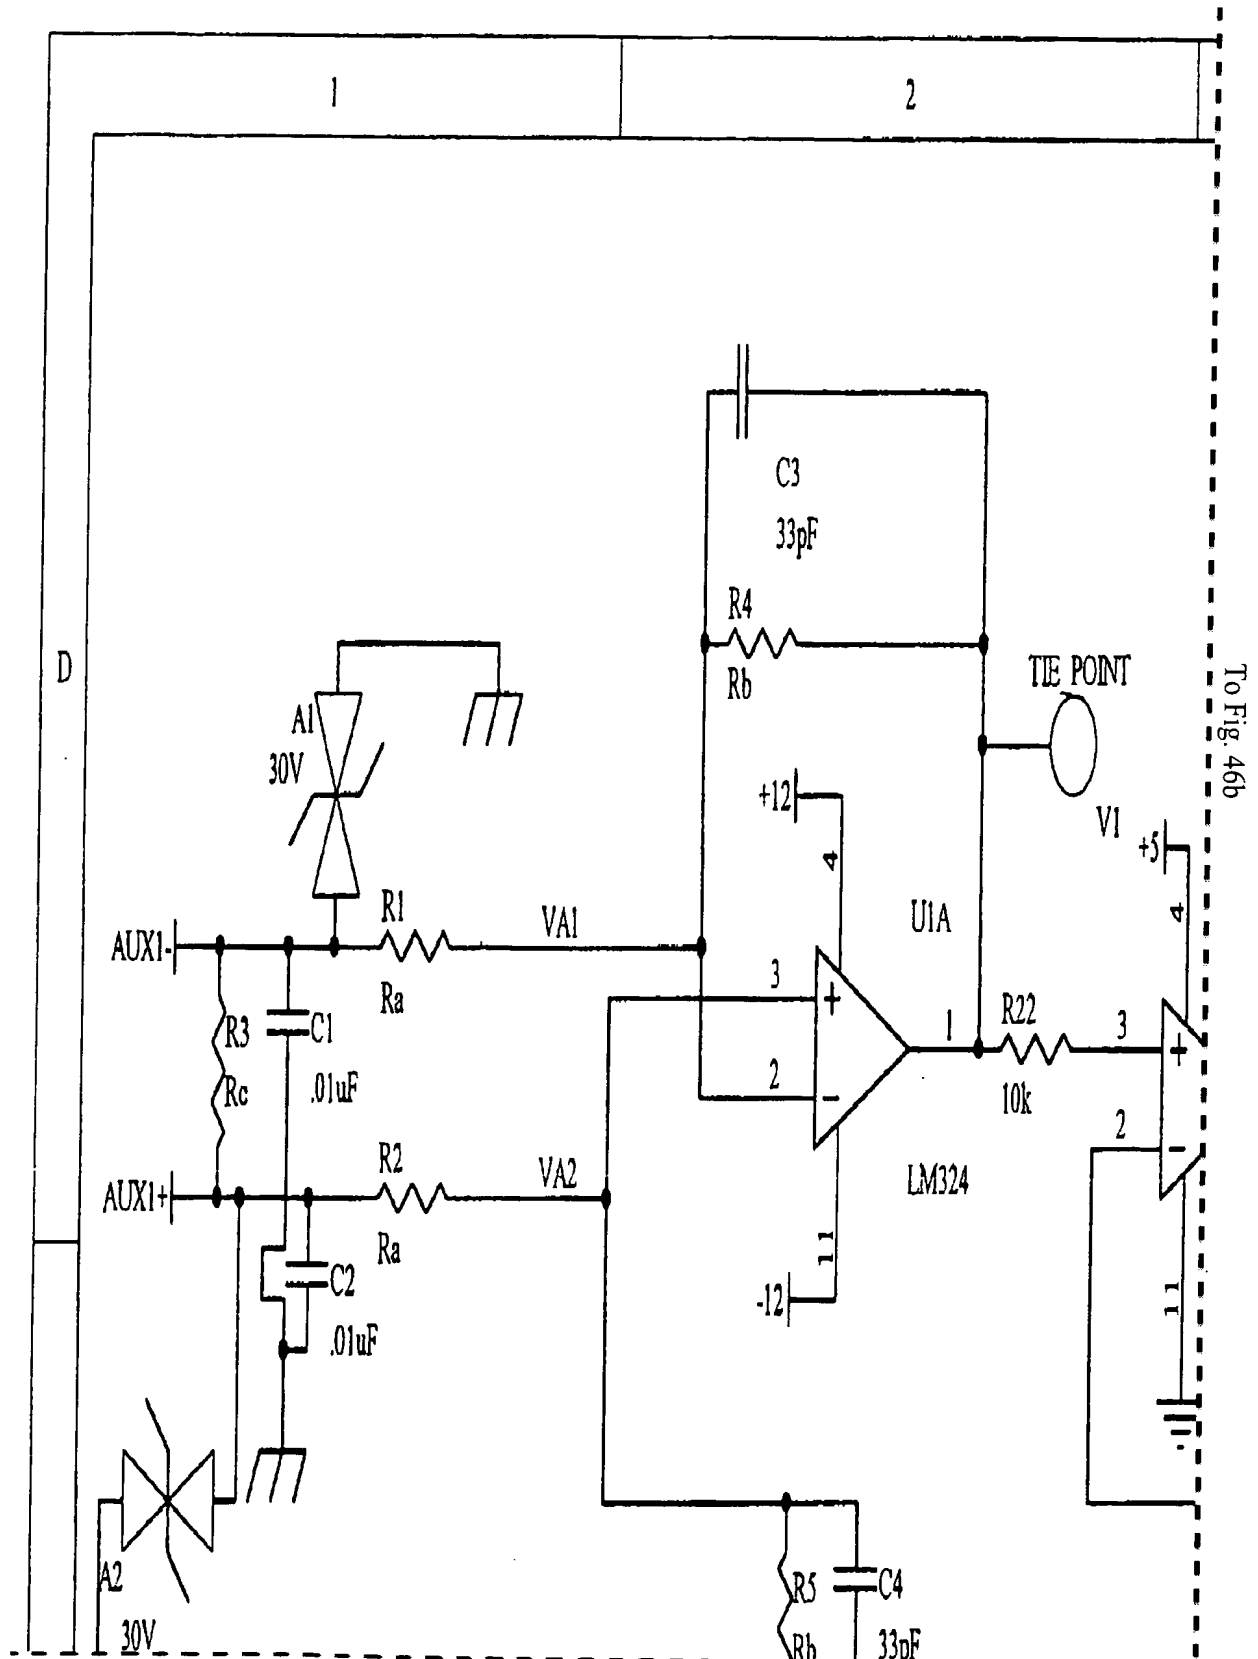 1
2
C3
33pF
R4
Rb
D
TIE POINT
To Fig. 46b
A1
30V
+12
4
V1
+5
4
R1
VA1
U1A
AUX1-
3
+
Ra
R3
C1
1
R22
3
+
Rc
.01uF
2
-
10k
2
-
R2
VA2
LM324
AUX1+
Ra
11
C2
-12
11
.01uF
A2
R5
C4
30V
Rb
33pF